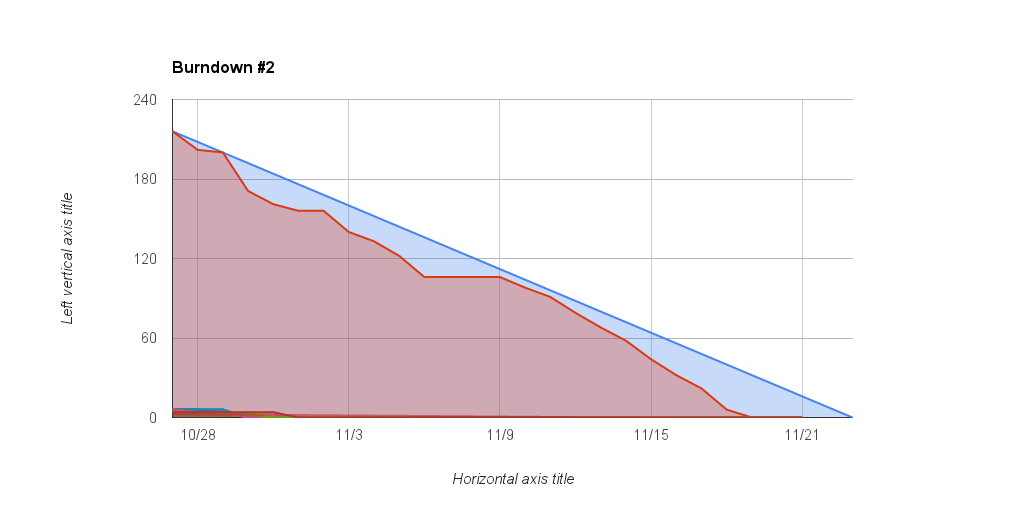 Burndown #2
240
180
120
60
0
Left vertical axis title
10/28 11/3 11/9 11/15 11/21
Horizontal axis title